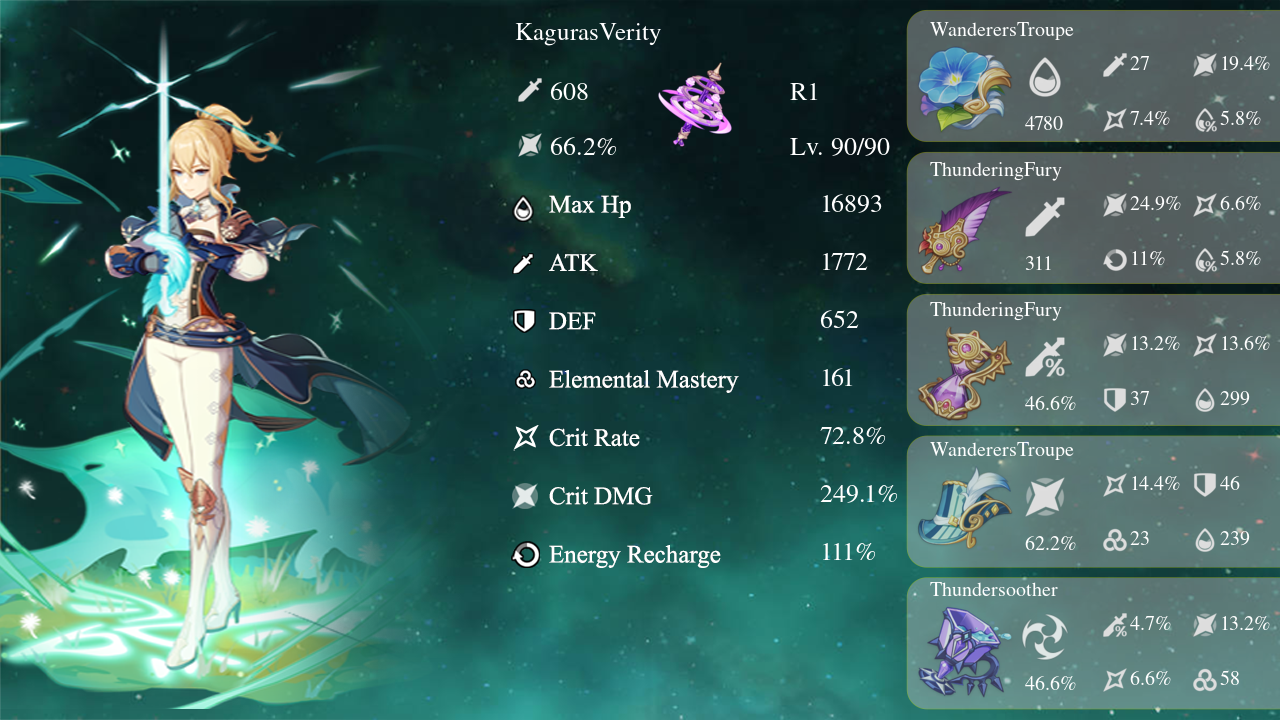 KagurasVerity
608
R1
66.2%
Lv. 90/90
Max Hp 16893
ATK 1772
DEF 652
Elemental Mastery 161
Crit Rate 72.8%
Crit DMG 249.1%
Energy Recharge 111%
WanderersTroupe
27 19.4%
4780 7.4% 5.8%
ThunderingFury
24.9% 6.6%
311 11% 5.8%
ThunderingFury
13.2% 13.6%
46.6% 37 299
WanderersTroupe
14.4% 46
62.2% 23 239
Thundersoother
4.7% 13.2%
46.6% 6.6% 58